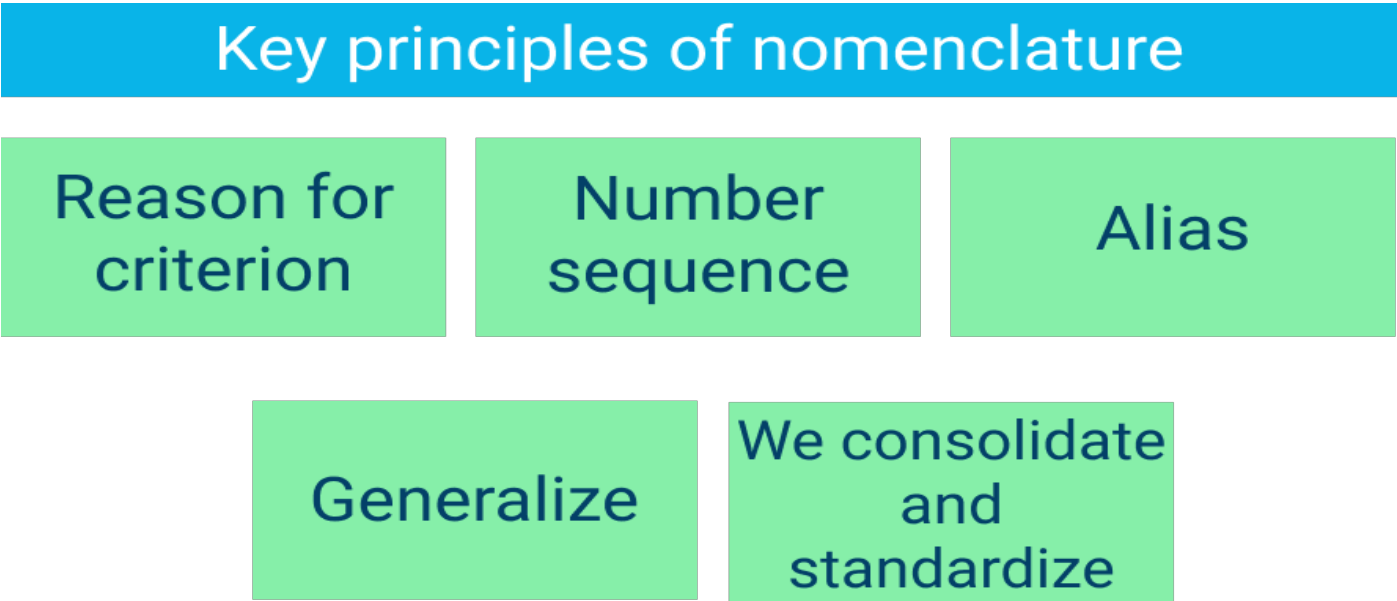 Key principles of nomenclature
Reason for
criterion
Number
sequence
Alias
Generalize
We consolidate
and
standardize